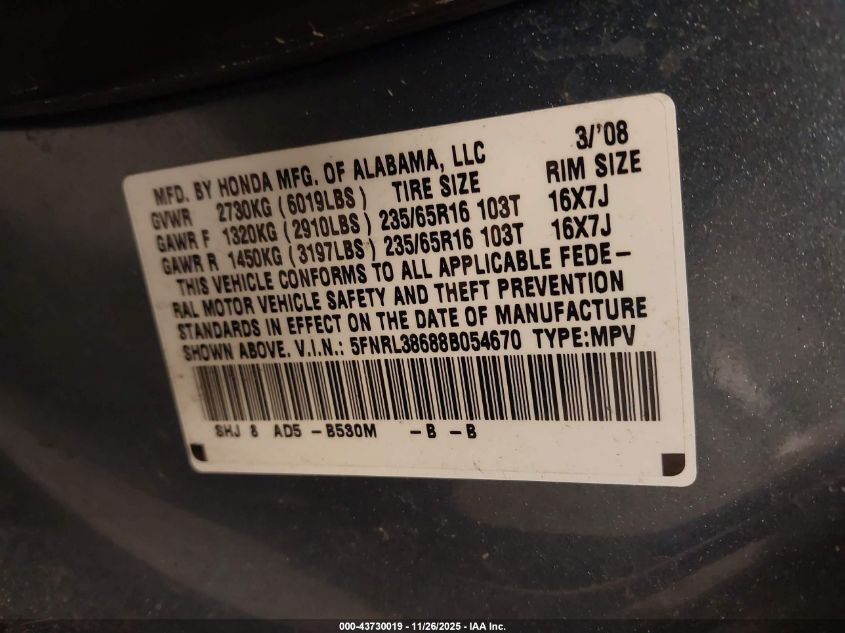 3/'08
MFD. BY HONDA MFG. OF ALABAMA, LLC
GVWR 2730KG (6019LBS) TIRE SIZE RIM SIZE
GAWR F 1320KG (2910LBS) 235/65R16 103T 16X7J
GAWR R 1450KG (3197LBS) 235/65R16 103T 16X7J
THIS VEHICLE CONFORMS TO ALL APPLICABLE FEDE-
RAL MOTOR VEHICLE SAFETY AND THEFT PREVENTION
STANDARDS IN EFFECT ON THE DATE OF MANUFACTURE
SHOWN ABOVE. V.I.N.: 5FNRL38688B054670 TYPE:MPV
SHJ 8 AD5 -B530M -B -B
000-43730019 - 11/26/2025 - IAA Inc.